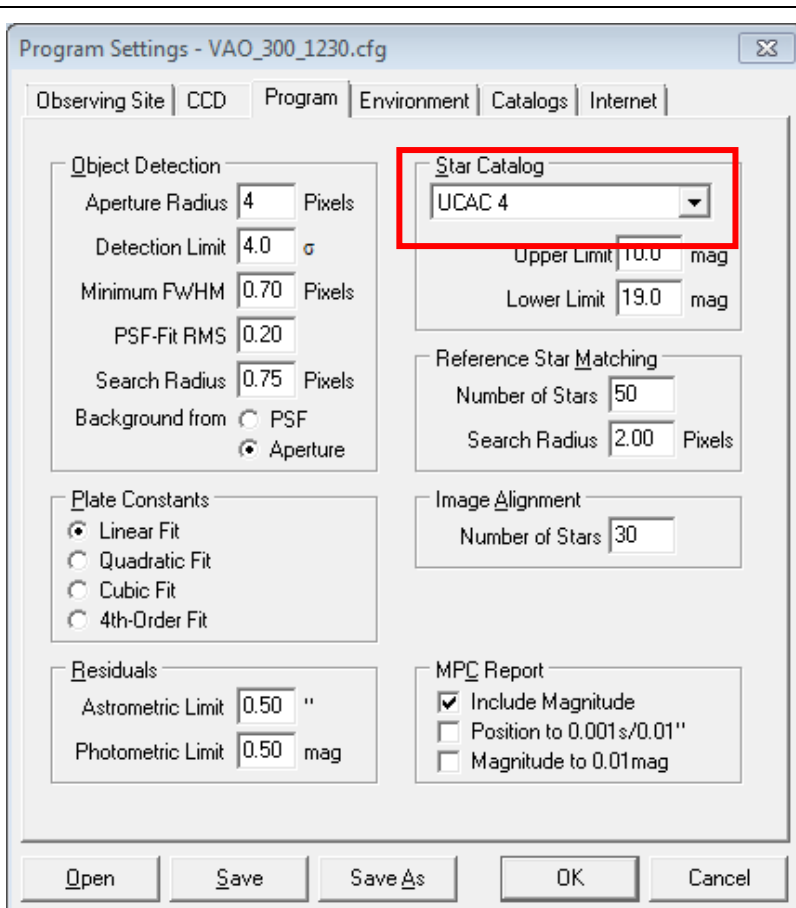 Program Settings - VAO_300_1230.cfg
Observing Site CCD Program Environment Catalogs Internet
Object Detection
Aperture Radius 4 Pixels
Detection Limit 4.0 σ
Minimum FWHM 0.70 Pixels
PSF-Fit RMS 0.20
Search Radius 0.75 Pixels
Background from PSF
Aperture
Plate Constants
Linear Fit
Quadratic Fit
Cubic Fit
4th-Order Fit
Residuals
Astrometric Limit 0.50 "
Photometric Limit 0.50 mag
Star Catalog
UCAC 4
Upper Limit 10.0 mag
Lower Limit 19.0 mag
Reference Star Matching
Number of Stars 50
Search Radius 2.00 Pixels
Image Alignment
Number of Stars 30
MPC Report
Include Magnitude
Position to 0.001s/0.01"
Magnitude to 0.01mag
Open Save Save As OK Cancel